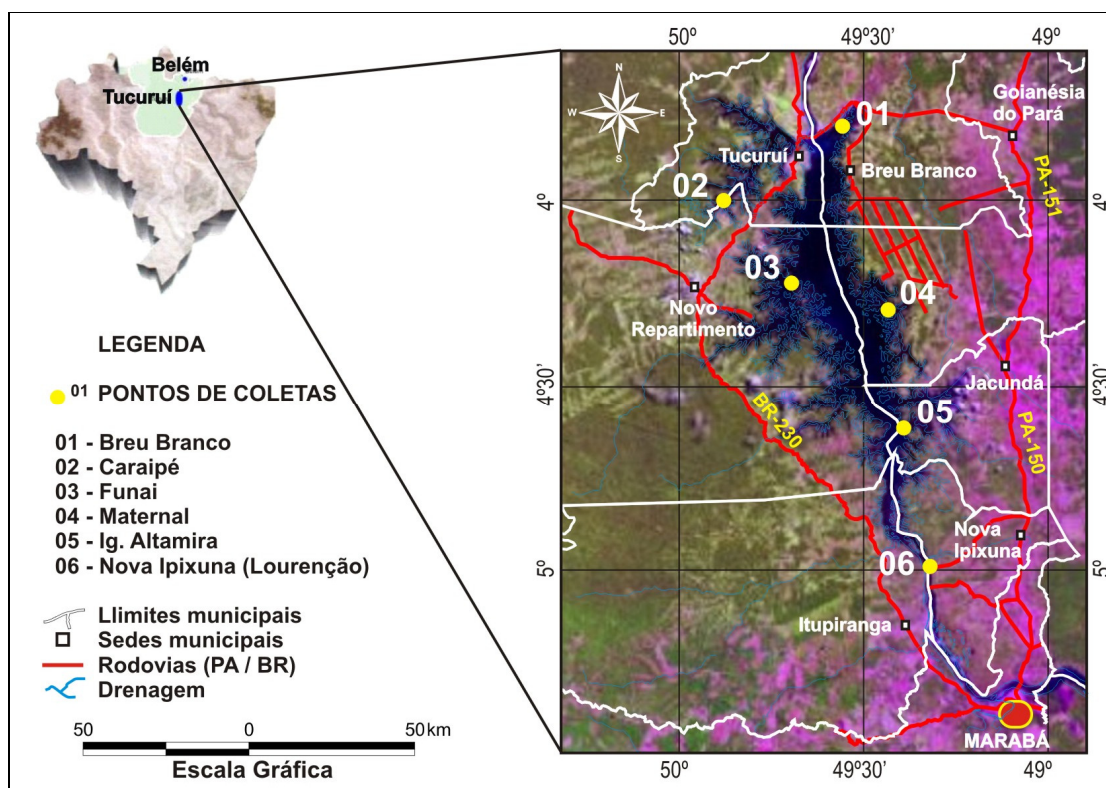 Belém
Tucuruí
LEGENDA
01 PONTOS DE COLETAS
01 - Breu Branco
02 - Caraipé
03 - Funai
04 - Maternal
05 - Ig. Altamira
06 - Nova Ipixuna (Lourenção)
Llimites municipais
Sedes municipais
Rodovias (PA / BR)
Drenagem
50 0 50 km
Escala Gráfica
50º 49º30' 49º
N
W E
S
01
Goianésia
do Pará
Tucuruí
Breu Branco
PA-151
02
4º 4º
03
04
Novo
Repartimento
Jacundá
4º30' 4º30'
05
BR-230
PA-150
Nova
Ipixuna
06
5º 5º
Itupiranga
MARABÁ
50º 49º30' 49º